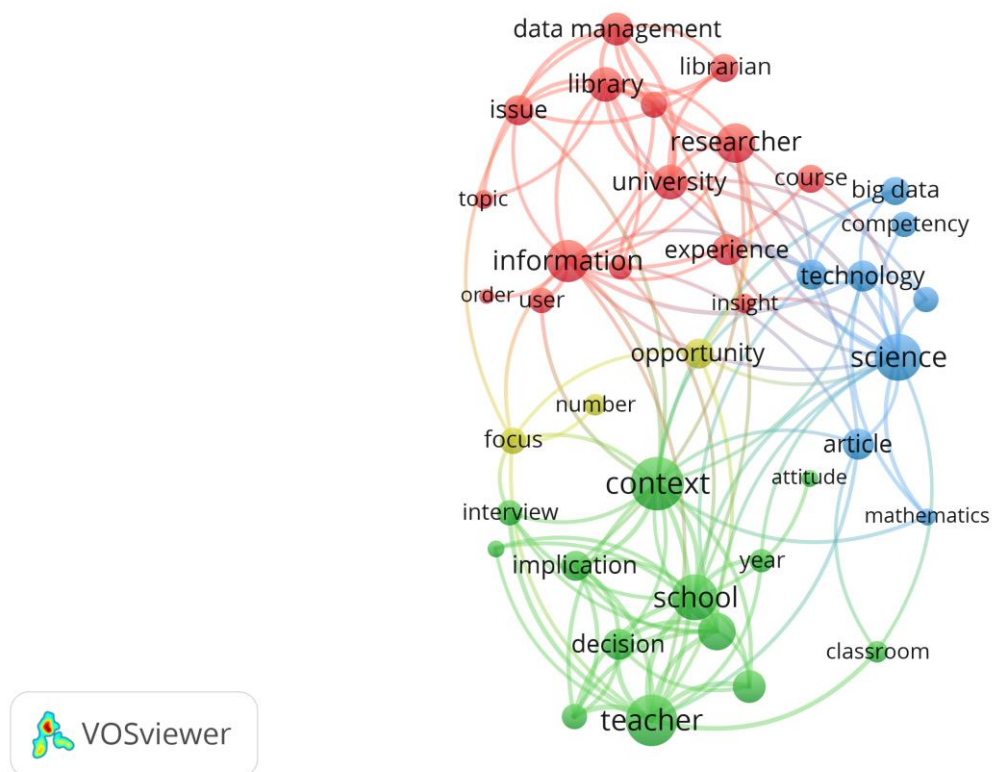 data management
librarian
library
issue
researcher
university
course
big data
topic
competency
experience
information
technology
order
user
insight
opportunity
science
number
focus
article
attitude
context
interview
mathematics
implication
year
school
decision
classroom
teacher
VOSviewer